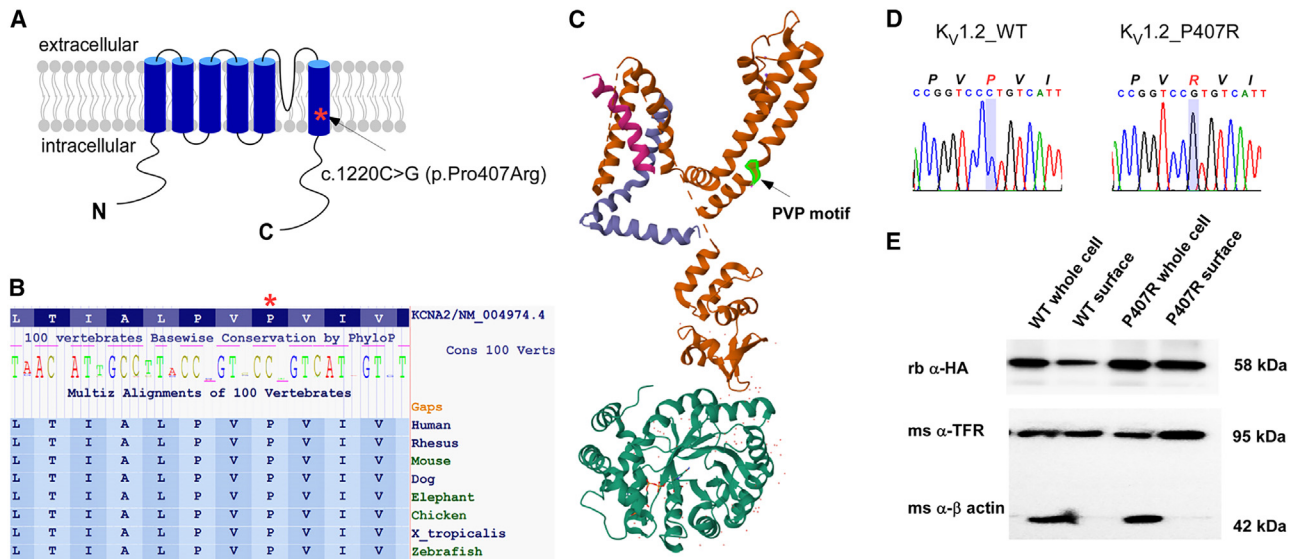 A
extracellular
intracellular
*
c.1220C>G (p.Pro407Arg)
N
C
B
*
L T I A L P V P V I V
KCNA2/NM_004974.4
100 vertebrates Basewise Conservation by PhyloP
Cons 100 Verts
Multiz Alignments of 100 Vertebrates
Gaps
L T I A L P V P V I V Human
L T I A L P V P V I V Rhesus
L T I A L P V P V I V Mouse
L T I A L P V P V I V Dog
L T I A L P V P V I V Elephant
L T I A L P V P V I V Chicken
L T I A L P V P V I V X_tropicalis
L T I A L P V P V I V Zebrafish
C
PVP motif
D
KV1.2_WT
P V P V I
CCGGTCCCTGTCATT
KV1.2_P407R
P V R V I
CCGGTCCGTGTCATT
E
WT whole cell
WT surface
P407R whole cell
P407R surface
rb α-HA
58 kDa
ms α-TFR
95 kDa
ms α-β actin
42 kDa